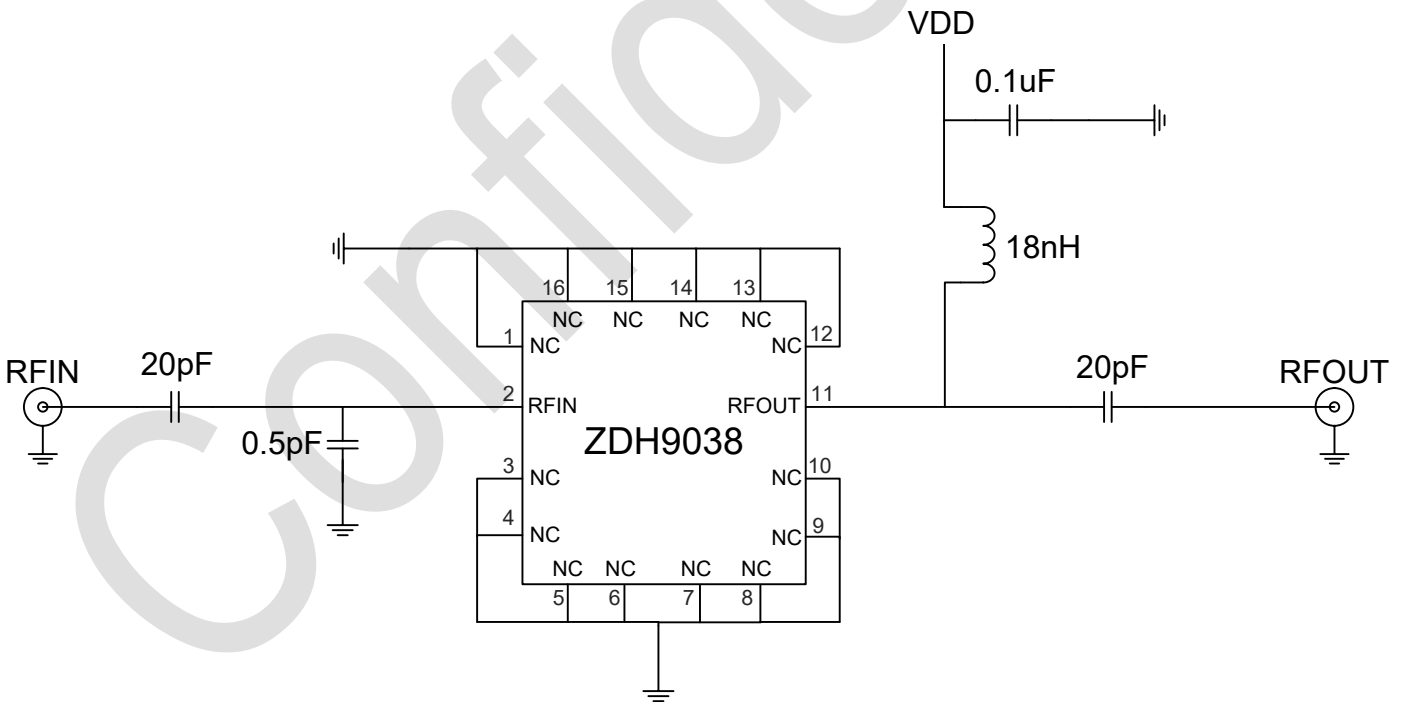 Confide
VDD
0.1uF
18nH
16 15 14 13
NC NC NC NC
1 NC NC 12
RFIN 20pF 20pF RFOUT
2 RFIN RFOUT 11
0.5pF ZDH9038
3 NC NC 10
4 NC NC 9
NC NC NC NC
5 6 7 8